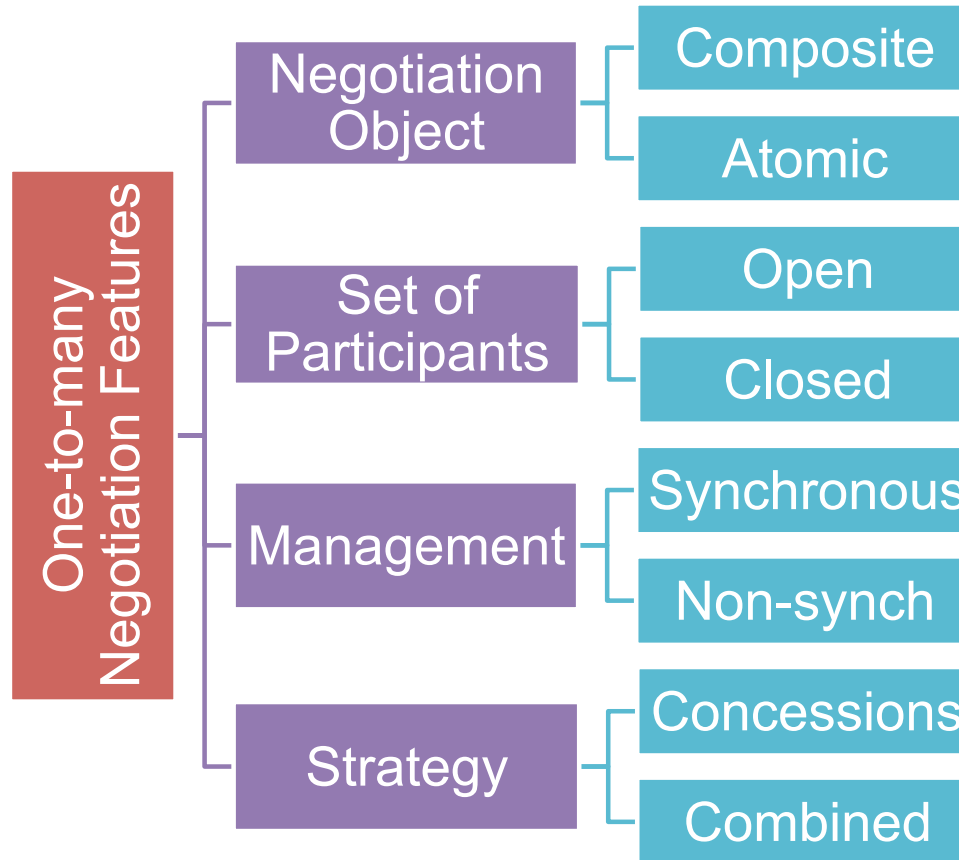 One-to-many
Negotiation Features
Negotiation
Object
Composite
Atomic
Set of
Participants
Open
Closed
Management
Synchronous
Non-synch
Strategy
Concessions
Combined